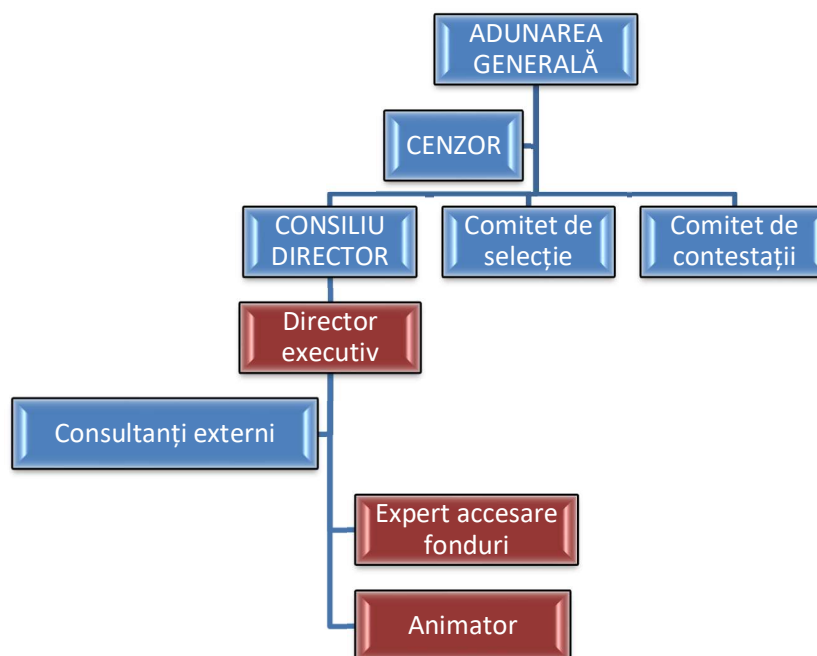 ADUNAREA
GENERALĂ
CENZOR
CONSILIU
DIRECTOR
Comitet de
selecție
Comitet de
contestații
Director
executiv
Consultanți externi
Expert accesare
fonduri
Animator